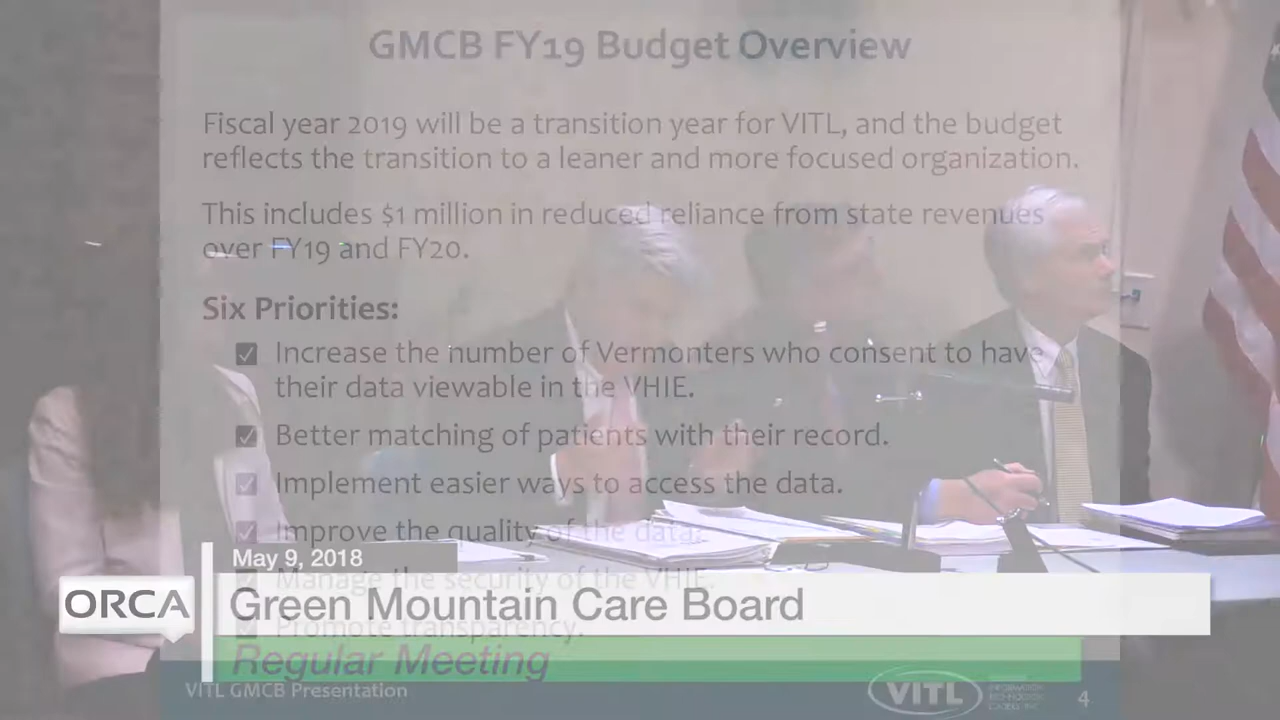 GMCB FY19 Budget Overview
Fiscal year 2019 will be a transition year for VITL, and the budget
reflects the transition to a leaner and more focused organization.
This includes $1 million in reduced reliance from state revenues
over FY19 and FY20.
Six Priorities:
Increase the number of Vermonters who consent to have
their data viewable in the VHIE.
Better matching of patients with their record.
Implement easier ways to access the data.
Improve the quality of the data.
Manage the security of the VHIE.
Promote transparency.
May 9, 2018
ORCA
Green Mountain Care Board
Regular Meeting
VITL GMCB Presentation
VITL
4